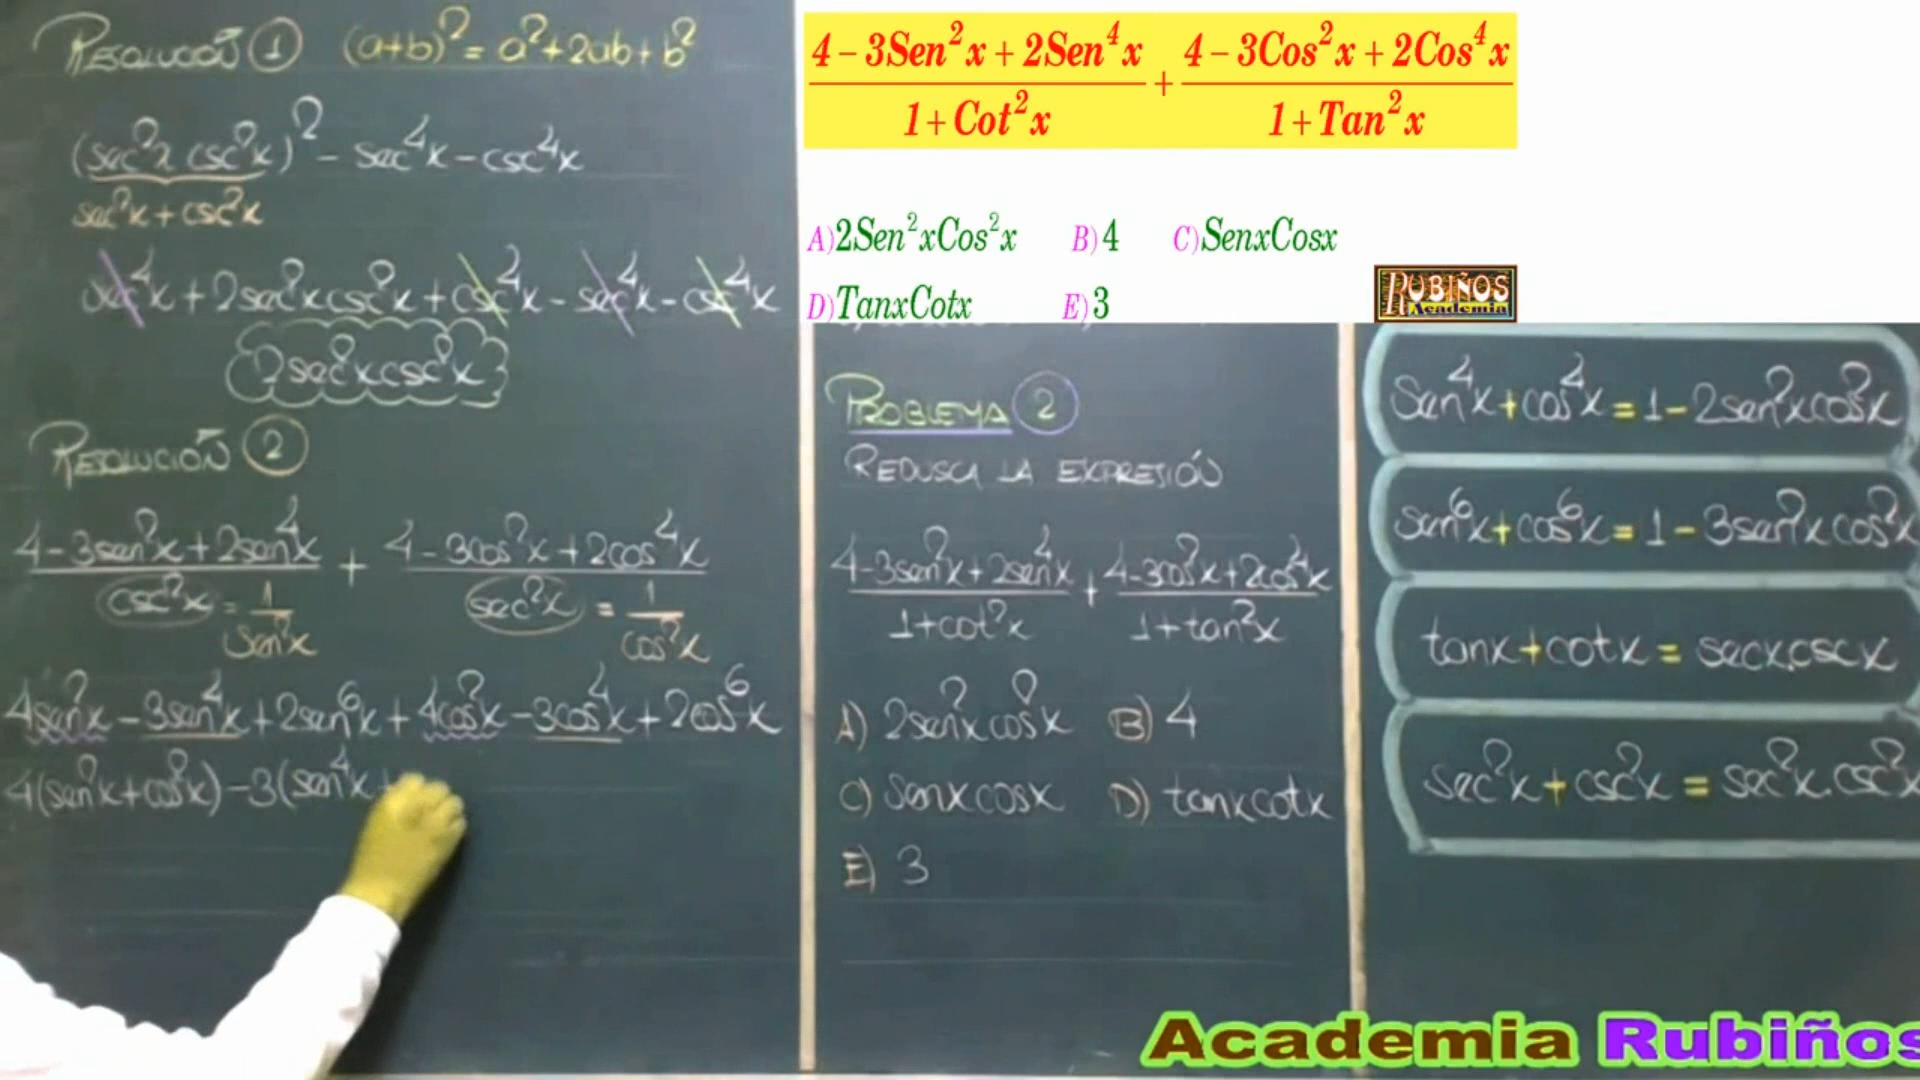 RESOLUCIÓN 1 (a+b)² = a²+2ab+b²
(sec²x csc²x)² - sec⁴x - csc⁴x
sec²x + csc²x
sec⁴x + 2sec²xcsc²x + csc⁴x - sec⁴x - csc⁴x
2sec²xcsc²x
RESOLUCIÓN 2
4-3sen²x+2sen⁴x + 4-3cos²x+2cos⁴x
csc²x = 1 sec²x = 1
sen²x cos²x
4sen²x - 3sen⁴x + 2sen⁶x + 4cos²x - 3cos⁴x + 2cos⁶x
4(sen²x+cos²x) - 3(sen⁴x +
4 - 3Sen²x + 2Sen⁴x + 4 - 3Cos²x + 2Cos⁴x
1 + Cot²x 1 + Tan²x
A) 2Sen²xCos²x B) 4 C) SenxCosx
D) TanxCotx E) 3
RUBIÑOS
Academia
PROBLEMA 2
REDUSCA LA EXPRESIÓN
4-3sen²x+2sen⁴x + 4-3cos²x+2cos⁴x
1+cot²x 1+tan²x
A) 2sen²xcos²x B) 4
C) senxcosx D) tanxcotx
E) 3
sen⁴x + cos⁴x = 1 - 2sen²xcos²x
sen⁶x + cos⁶x = 1 - 3sen²xcos²x
tanx + cotx = secx.cscx
sec²x + csc²x = sec²x.csc²x
Academia Rubiños